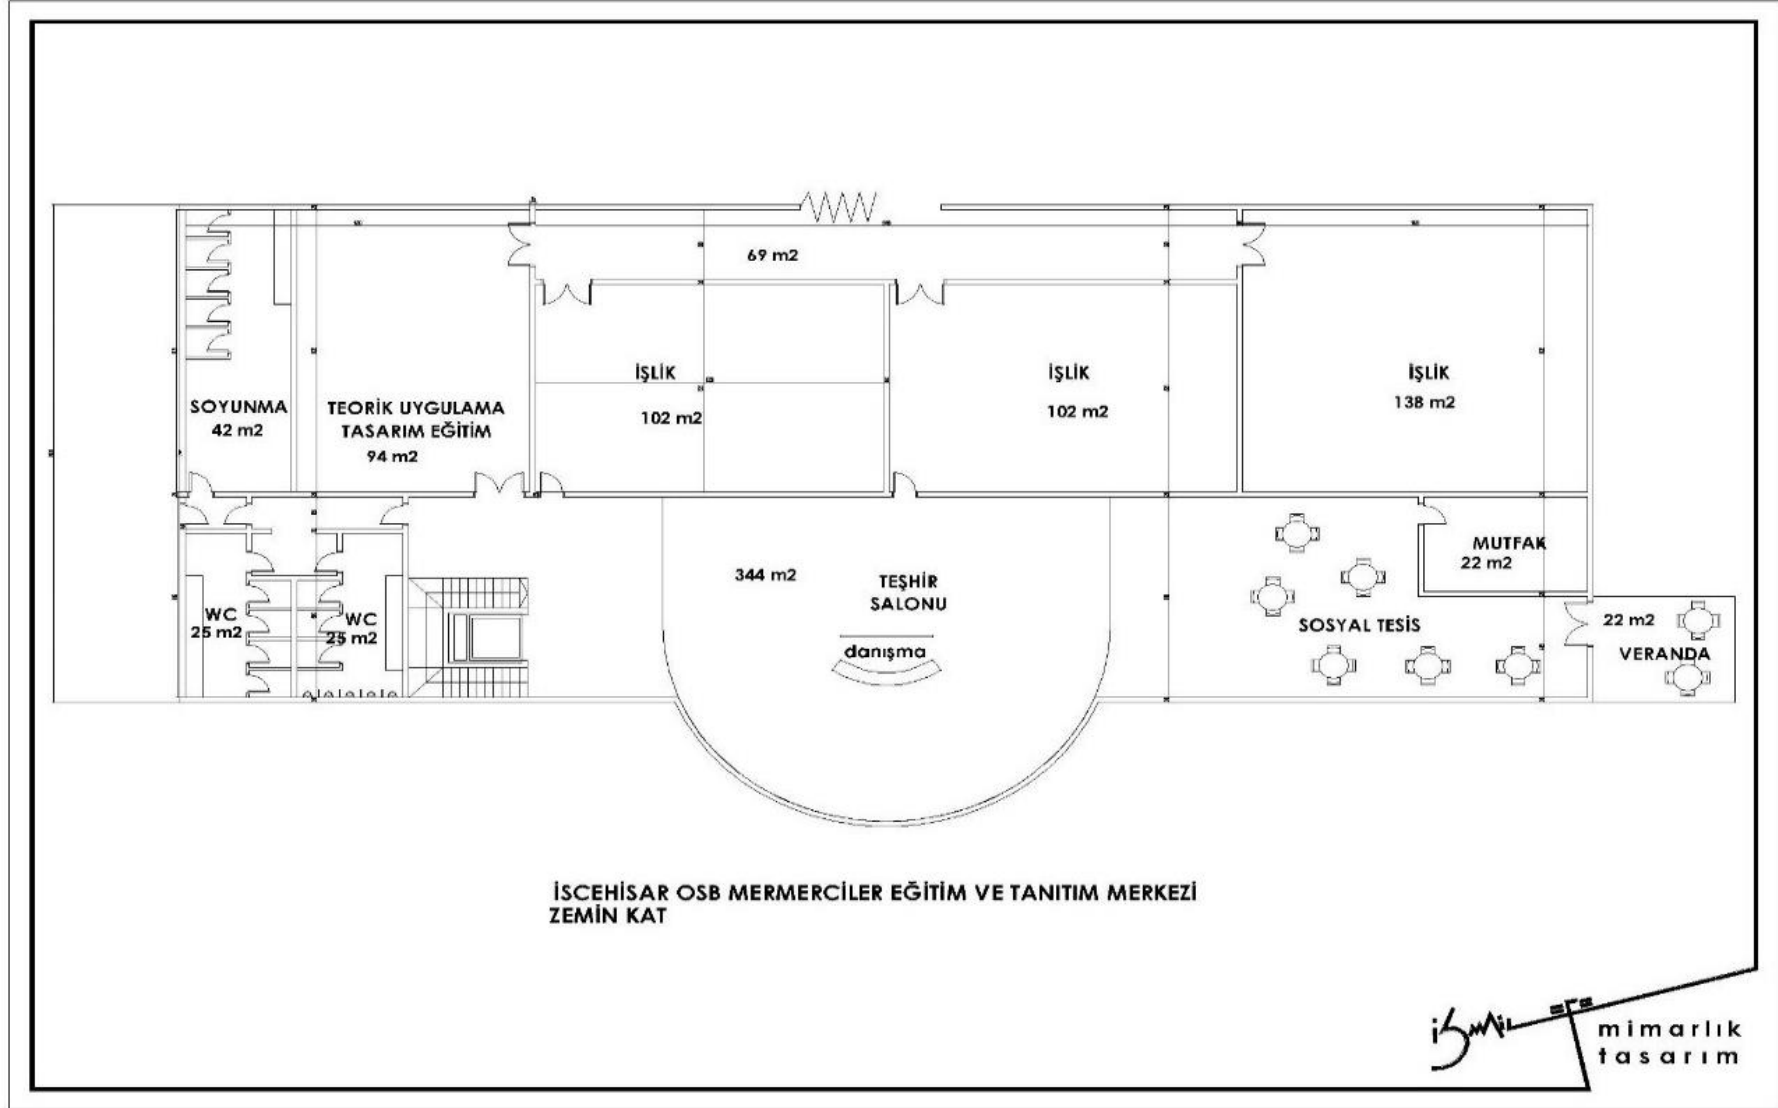 69 m2
İŞLİK
102 m2
İŞLİK
102 m2
İŞLİK
138 m2
SOYUNMA
42 m2
TEORİK UYGULAMA
TASARIM EĞİTİM
94 m2
WC
25 m2
WC
25 m2
344 m2
TEŞHİR
SALONU
danışma
MUTFAK
22 m2
SOSYAL TESİS
22 m2
VERANDA
İSCEHİSAR OSB MERMERCİLER EĞİTİM VE TANITIM MERKEZİ
ZEMİN KAT
mimarlık
tasarım